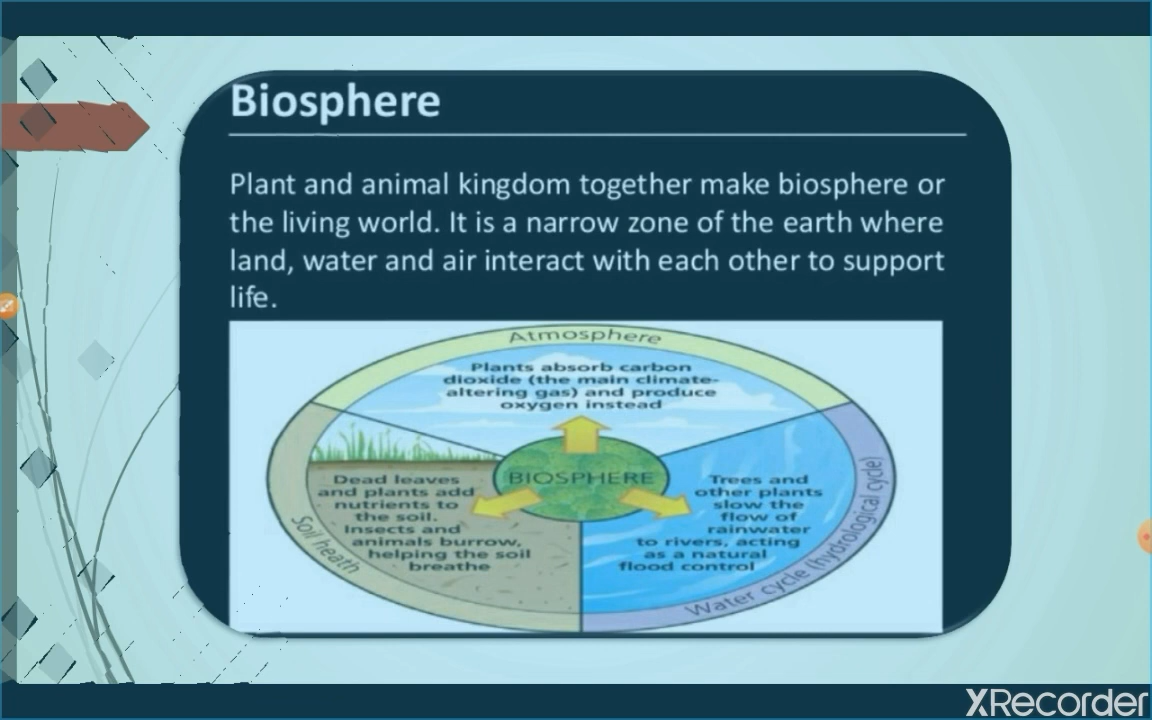 Biosphere
Plant and animal kingdom together make biosphere or
the living world. It is a narrow zone of the earth where
land, water and air interact with each other to support
life.
Atmosphere
Plants absorb carbon
dioxide (the main climate-
altering gas) and produce
oxygen instead
BIOSPHERE
Dead leaves
and plants add
nutrients to
the soil.
Insects and
animals burrow,
helping the soil
breathe
Trees and
other plants
slow the
flow of
rainwater
to rivers, acting
as a natural
flood control
Soil heath
Water cycle (hydrological cycle)
XRecorder